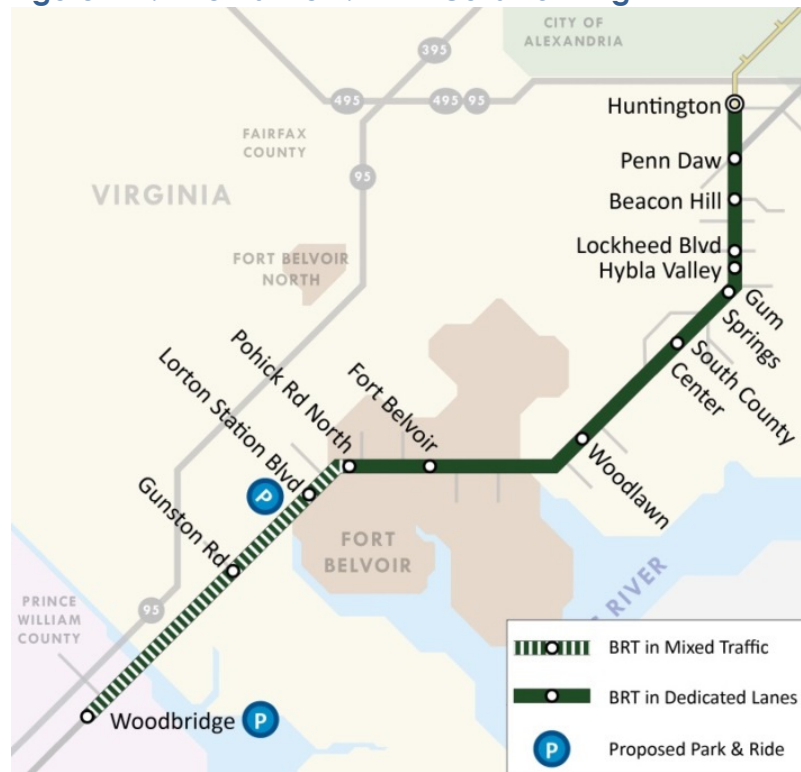 CITY OF
ALEXANDRIA
395
495
495
95
Huntington
FAIRFAX
COUNTY
Penn Daw
95
VIRGINIA
Beacon Hill
Lockheed Blvd
Hybla Valley
FORT BELVOIR
NORTH
Gum
Springs
South County
Center
Pohick Rd North
Fort Belvoir
Lorton Station Blvd
Woodlawn
P
Gunston Rd
FORT
BELVOIR
RIVER
PRINCE
WILLIAM
COUNTY
95
Woodbridge P
BRT in Mixed Traffic
BRT in Dedicated Lanes
P Proposed Park & Ride